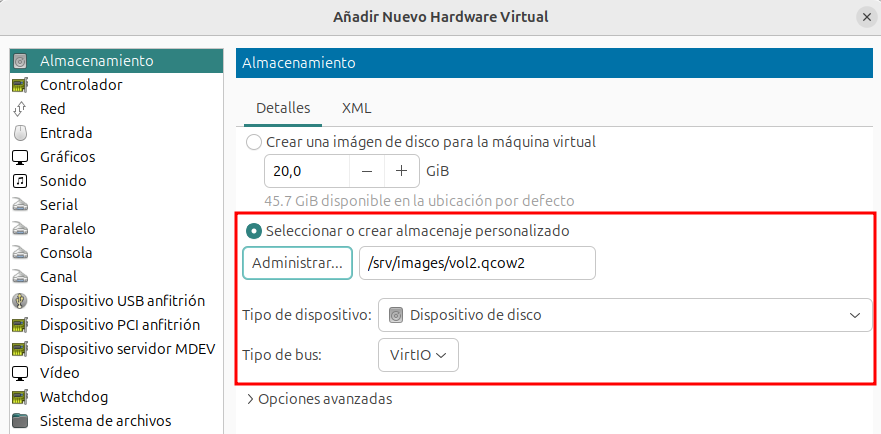 Añadir Nuevo Hardware Virtual
Almacenamiento
Controlador
Red
Entrada
Gráficos
Sonido
Serial
Paralelo
Consola
Canal
Dispositivo USB anfitrión
Dispositivo PCI anfitrión
Dispositivo servidor MDEV
Vídeo
Watchdog
Sistema de archivos
Almacenamiento
Detalles XML
Crear una imágen de disco para la máquina virtual
20,0 − + GiB
45.7 GiB disponible en la ubicación por defecto
Seleccionar o crear almacenaje personalizado
Administrar... /srv/images/vol2.qcow2
Tipo de dispositivo: Dispositivo de disco
Tipo de bus: VirtIO
Opciones avanzadas